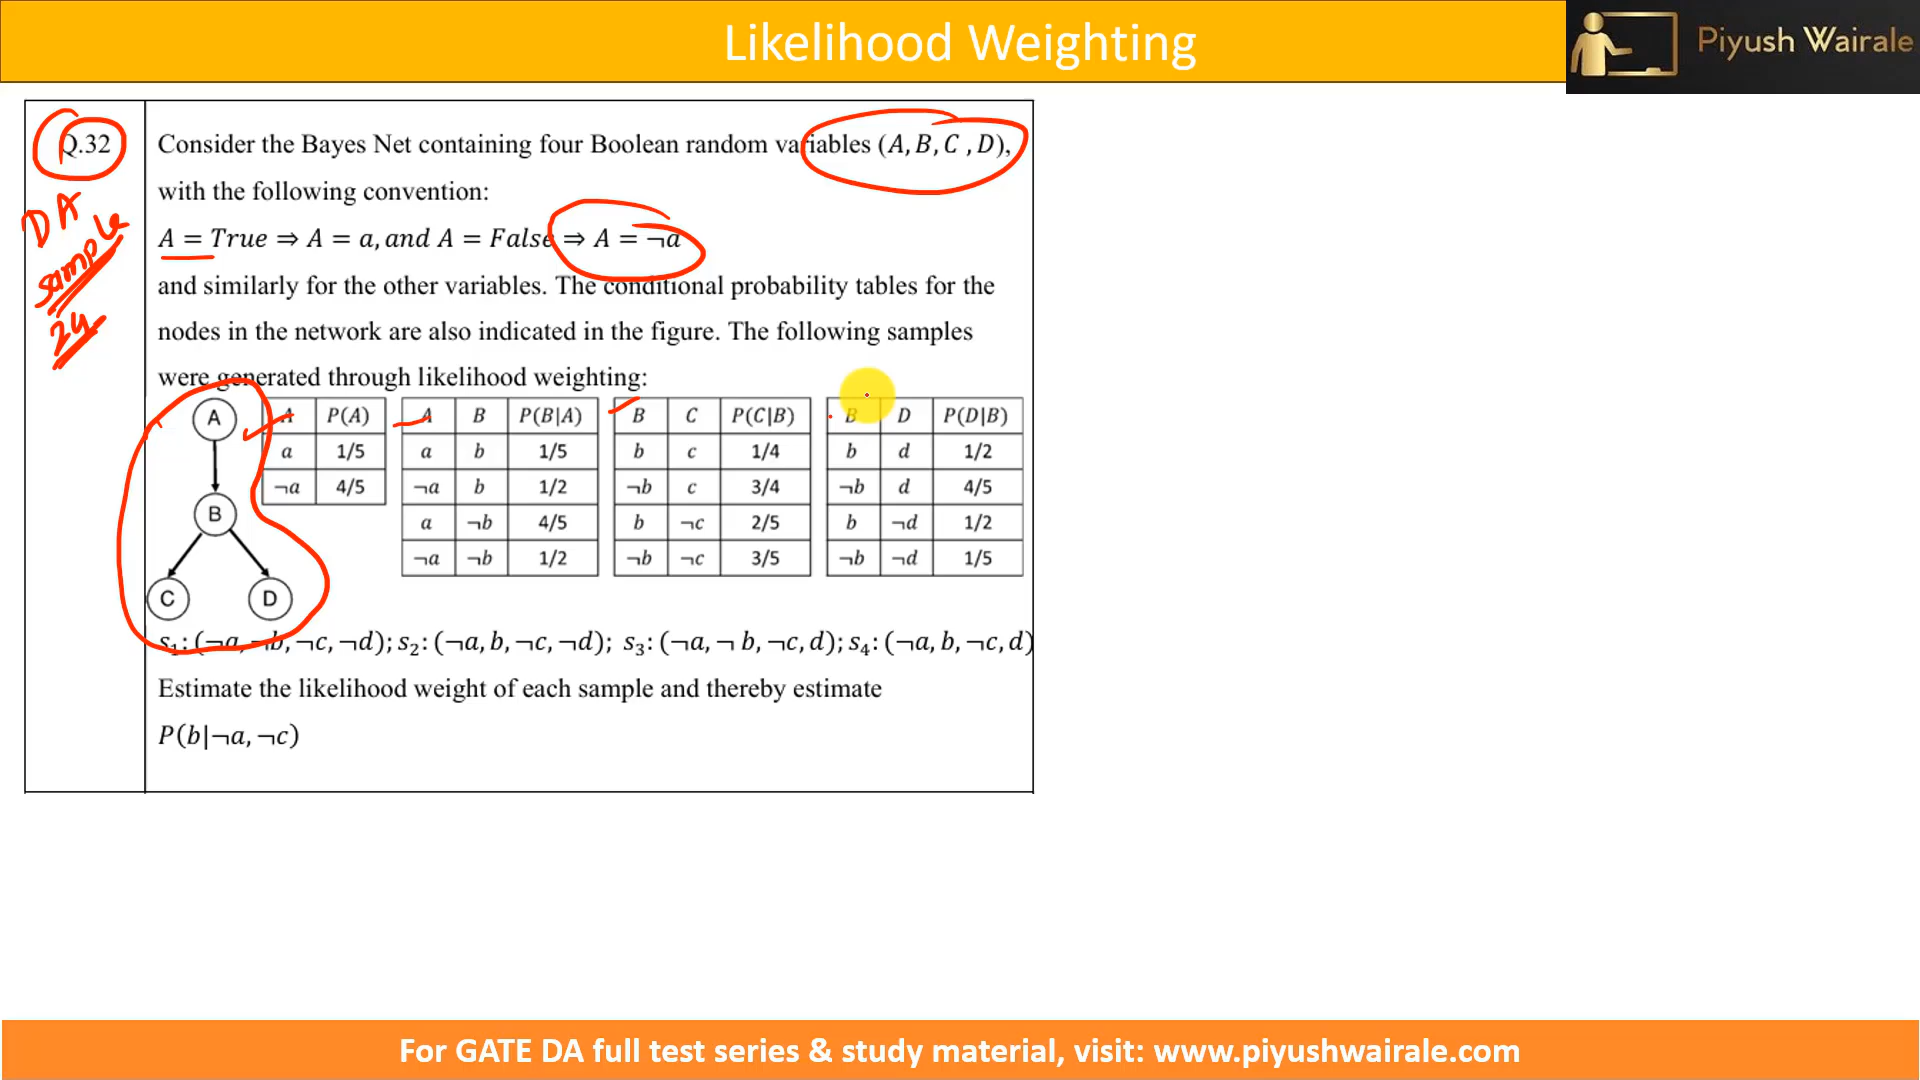 Likelihood Weighting
Piyush Wairale
Q.32
DA
sample
24
Consider the Bayes Net containing four Boolean random variables (A, B, C , D),
with the following convention:
A = True ⇒ A = a, and A = False ⇒ A = ¬a
and similarly for the other variables. The conditional probability tables for the
nodes in the network are also indicated in the figure. The following samples
were generated through likelihood weighting:
A
B
C D
A P(A)
a 1/5
¬a 4/5
A B P(B|A)
a b 1/5
¬a b 1/2
a ¬b 4/5
¬a ¬b 1/2
B C P(C|B)
b c 1/4
¬b c 3/4
b ¬c 2/5
¬b ¬c 3/5
B D P(D|B)
b d 1/2
¬b d 4/5
b ¬d 1/2
¬b ¬d 1/5
s₁: (¬a, ¬b, ¬c, ¬d); s₂: (¬a, b, ¬c, ¬d); s₃: (¬a, ¬ b, ¬c, d); s₄: (¬a, b, ¬c, d)
Estimate the likelihood weight of each sample and thereby estimate
P(b|¬a, ¬c)
For GATE DA full test series & study material, visit: www.piyushwairale.com